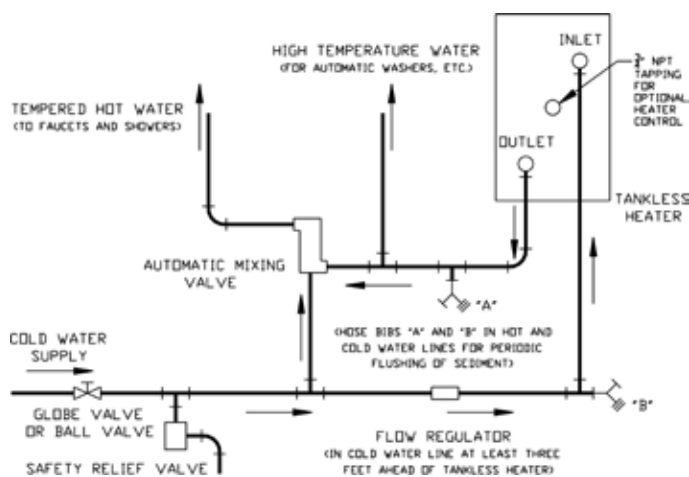 HIGH TEMPERATURE WATER
(FOR AUTOMATIC WASHERS, ETC.)
INLET
NPT
TAPPING
FOR
OPTIONAL
HEATER
CONTROL
TEMPERED HOT WATER
(TO FAUCETS AND SHOWERS)
OUTLET
TANKLESS
HEATER
AUTOMATIC MIXING
VALVE
"A"
(HOSE BIBS "A" AND "B" IN HOT AND
COLD WATER LINES FOR PERIODIC
FLUSHING OF SEDIMENT)
COLD WATER
SUPPLY
"B"
GLOBE VALVE
OR BALL VALVE
FLOW REGULATOR
(IN COLD WATER LINE AT LEAST THREE
FEET AHEAD OF TANKLESS HEATER)
SAFETY RELIEF VALVE